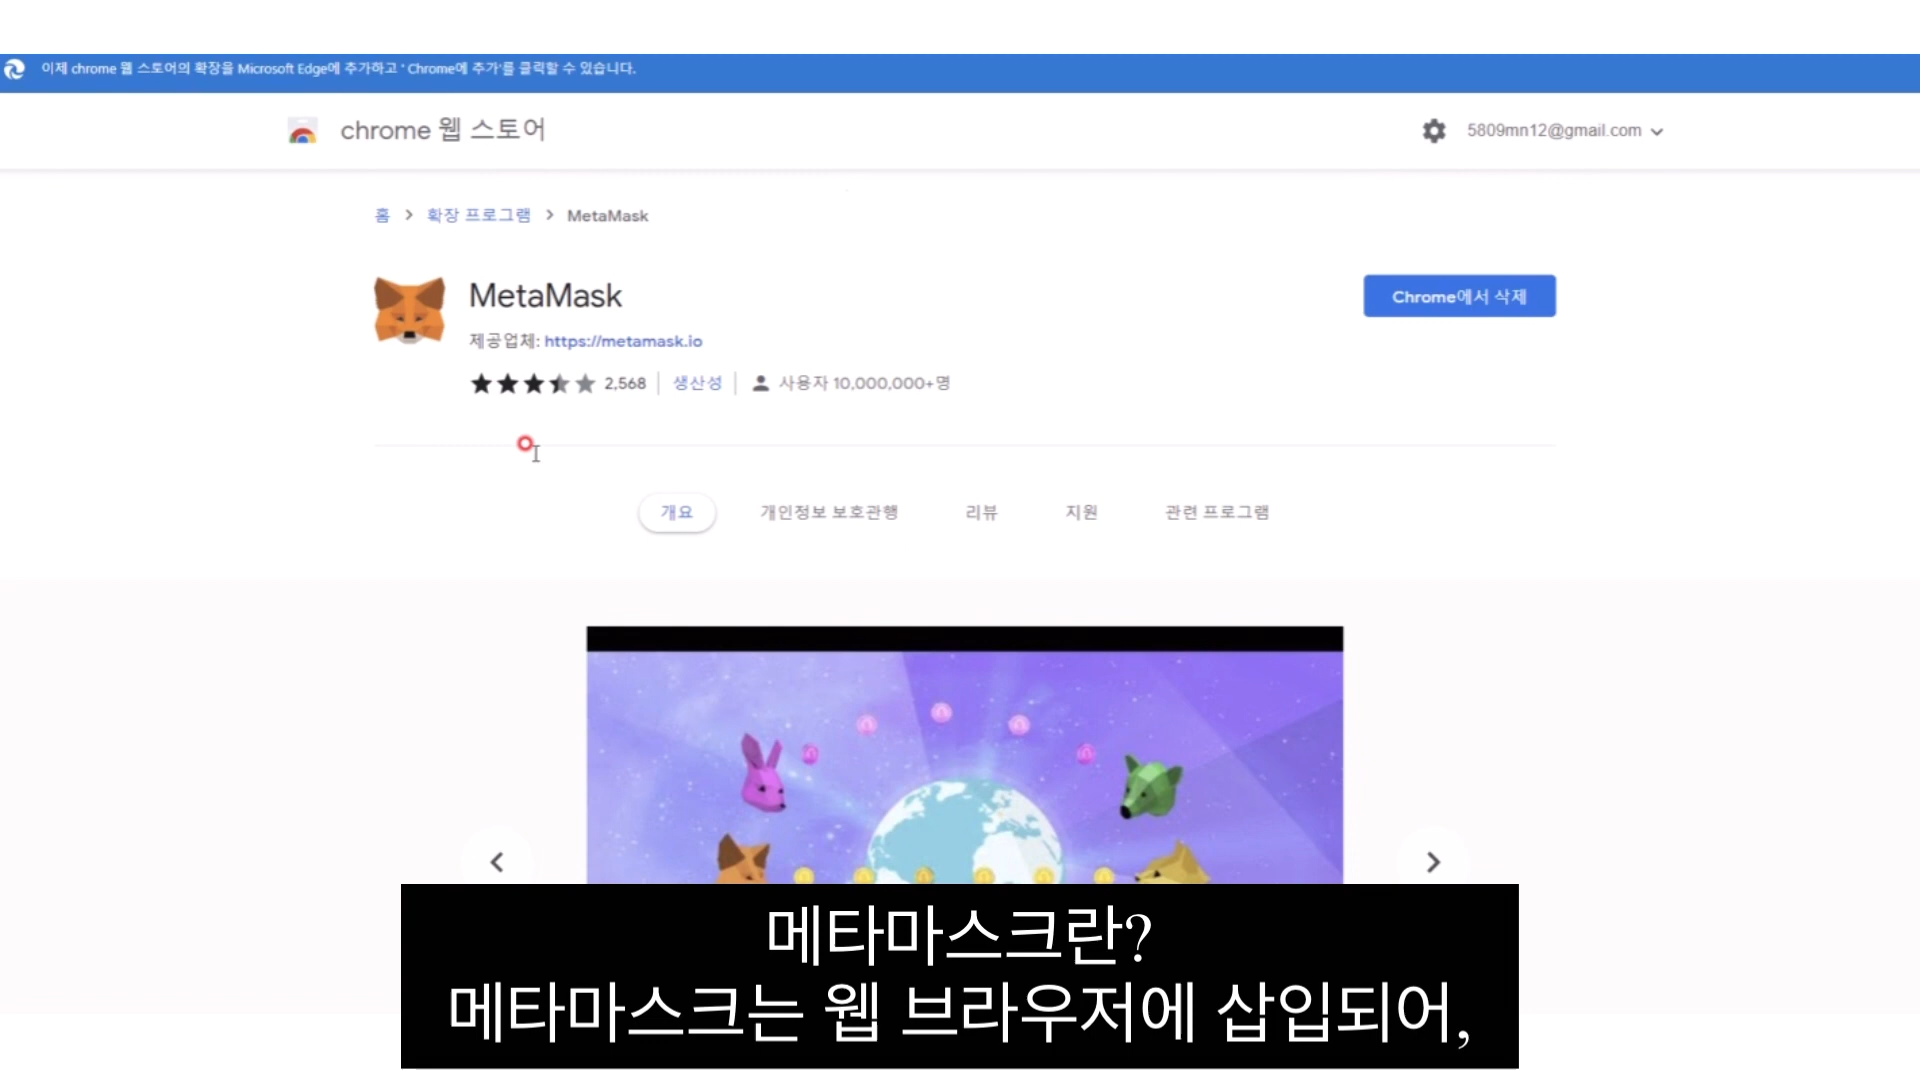 이제 chrome 웹 스토어의 확장을 Microsoft Edge에 추가하고 ' Chrome에 추가'를 클릭할 수 있습니다.
chrome 웹 스토어
5809mn12@gmail.com
홈 > 확장 프로그램 > MetaMask
MetaMask
Chrome에서 삭제
제공업체: https://metamask.io
2,568 | 생산성 | 사용자 10,000,000+명
개요 개인정보 보호관행 리뷰 지원 관련 프로그램
메타마스크란?
메타마스크는 웹 브라우저에 삽입되어,